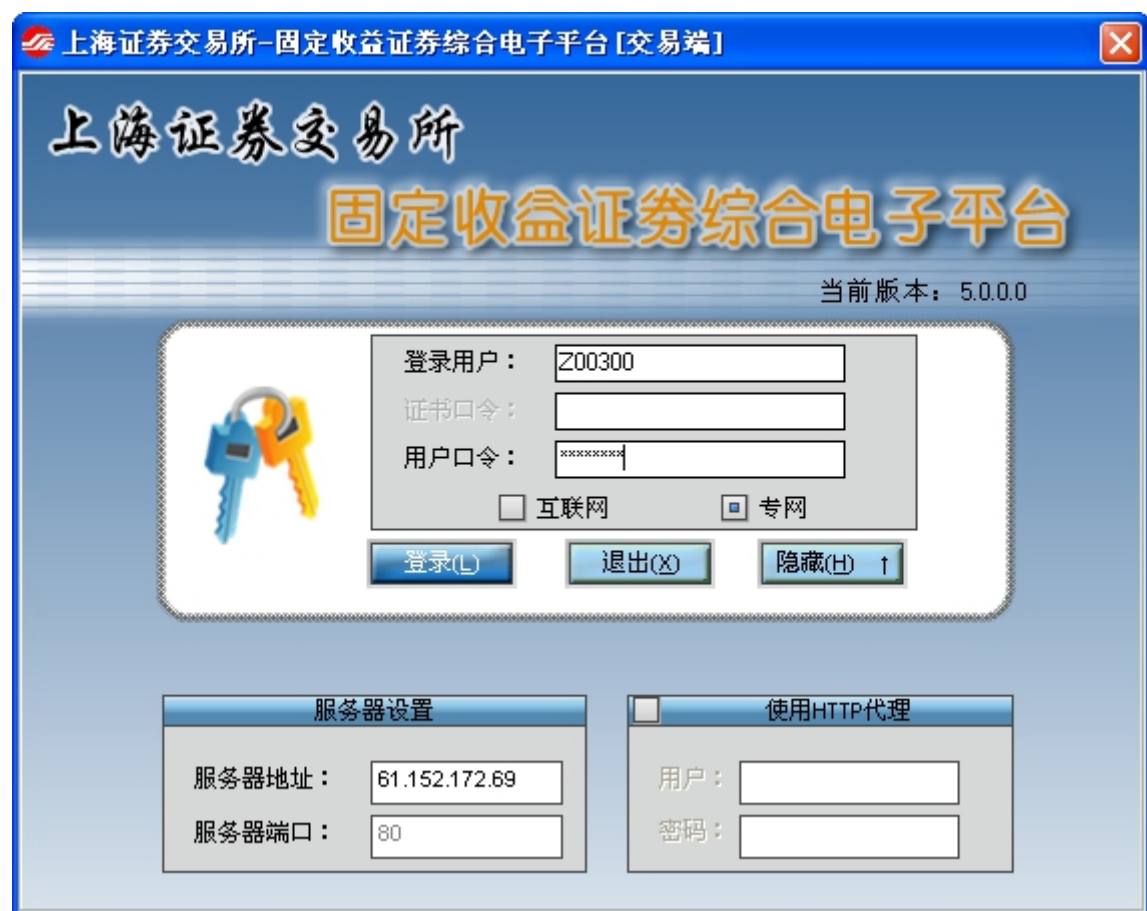 上海证券交易所-固定收益证券综合电子平台[交易端]
上海证券交易所
固定收益证券综合电子平台
当前版本：5.0.0.0
登录用户：Z00300
证书口令：
用户口令：********
互联网 专网
登录(L) 退出(X) 隐藏(H) ↑
服务器设置
服务器地址：61.152.172.69
服务器端口：80
使用HTTP代理
用户：
密码：